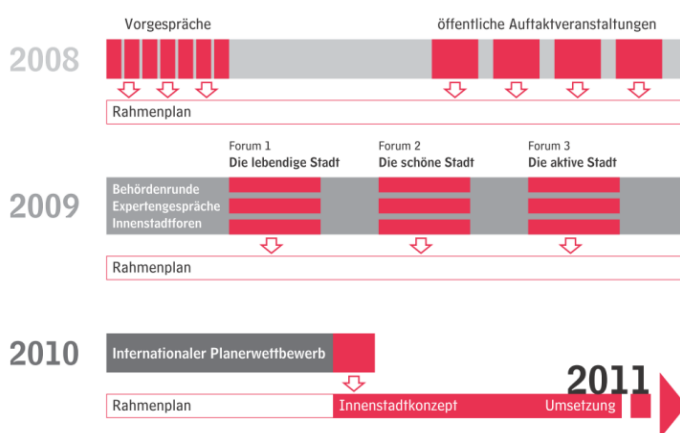 Vorgespräche
öffentliche Auftaktveranstaltungen
2008
Rahmenplan
Forum 1
Die lebendige Stadt
Forum 2
Die schöne Stadt
Forum 3
Die aktive Stadt
2009
Behördenrunde
Expertengespräche
Innenstadtforen
Rahmenplan
2010
Internationaler Planerwettbewerb
2011
Rahmenplan
Innenstadtkonzept
Umsetzung